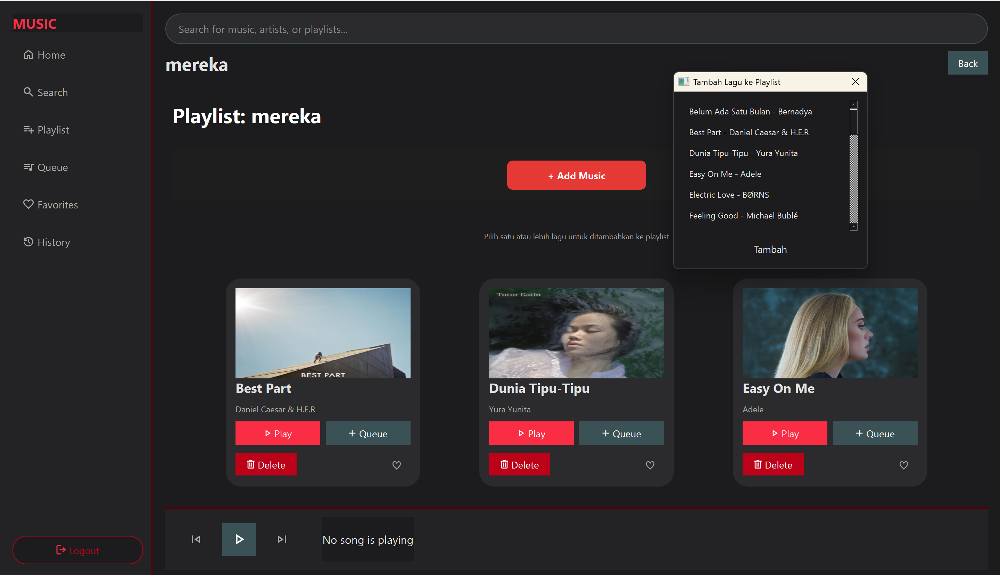 MUSIC
Home
Search
Playlist
Queue
Favorites
History
Logout
Search for music, artists, or playlists...
mereka
Back
Playlist: mereka
+ Add Music
Pilih satu atau lebih lagu untuk ditambahkan ke playlist
Tambah Lagu ke Playlist
Belum Ada Satu Bulan - Bernadya
Best Part - Daniel Caesar & H.E.R
Dunia Tipu-Tipu - Yura Yunita
Easy On Me - Adele
Electric Love - BØRNS
Feeling Good - Michael Bublé
Tambah
BEST PART
Best Part
Daniel Caesar & H.E.R
Play
+ Queue
Delete
Tutur Batin
Dunia Tipu-Tipu
Yura Yunita
Play
+ Queue
Delete
Easy On Me
Adele
Play
+ Queue
Delete
No song is playing